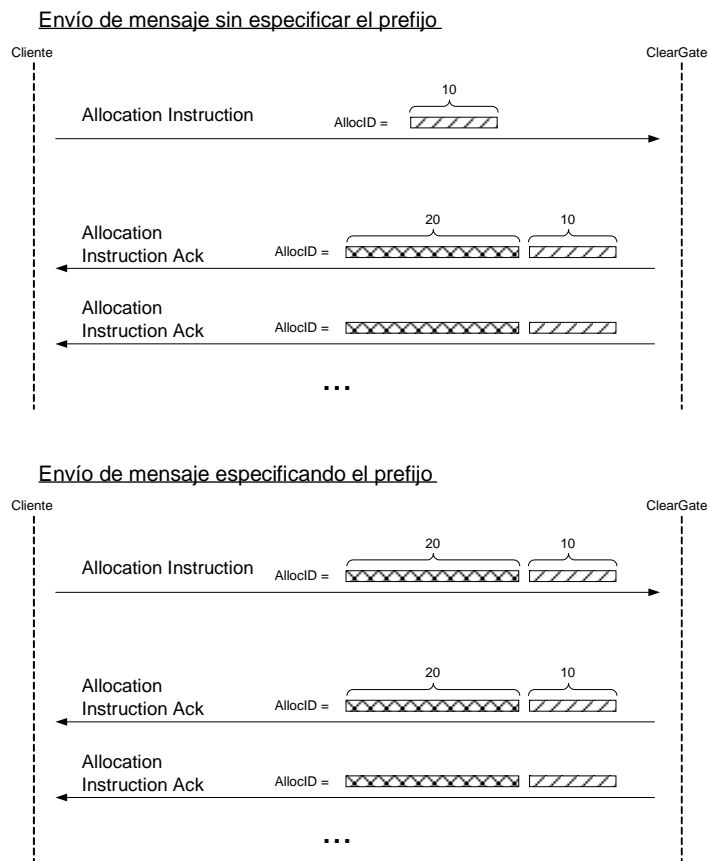 Envío de mensaje sin especificar el prefijo
Cliente
ClearGate
10
Allocation Instruction
AllocID =
20
10
Allocation
Instruction Ack
AllocID =
Allocation
Instruction Ack
AllocID =
...
Envío de mensaje especificando el prefijo
Cliente
ClearGate
20
10
Allocation Instruction
AllocID =
20
10
Allocation
Instruction Ack
AllocID =
Allocation
Instruction Ack
AllocID =
...